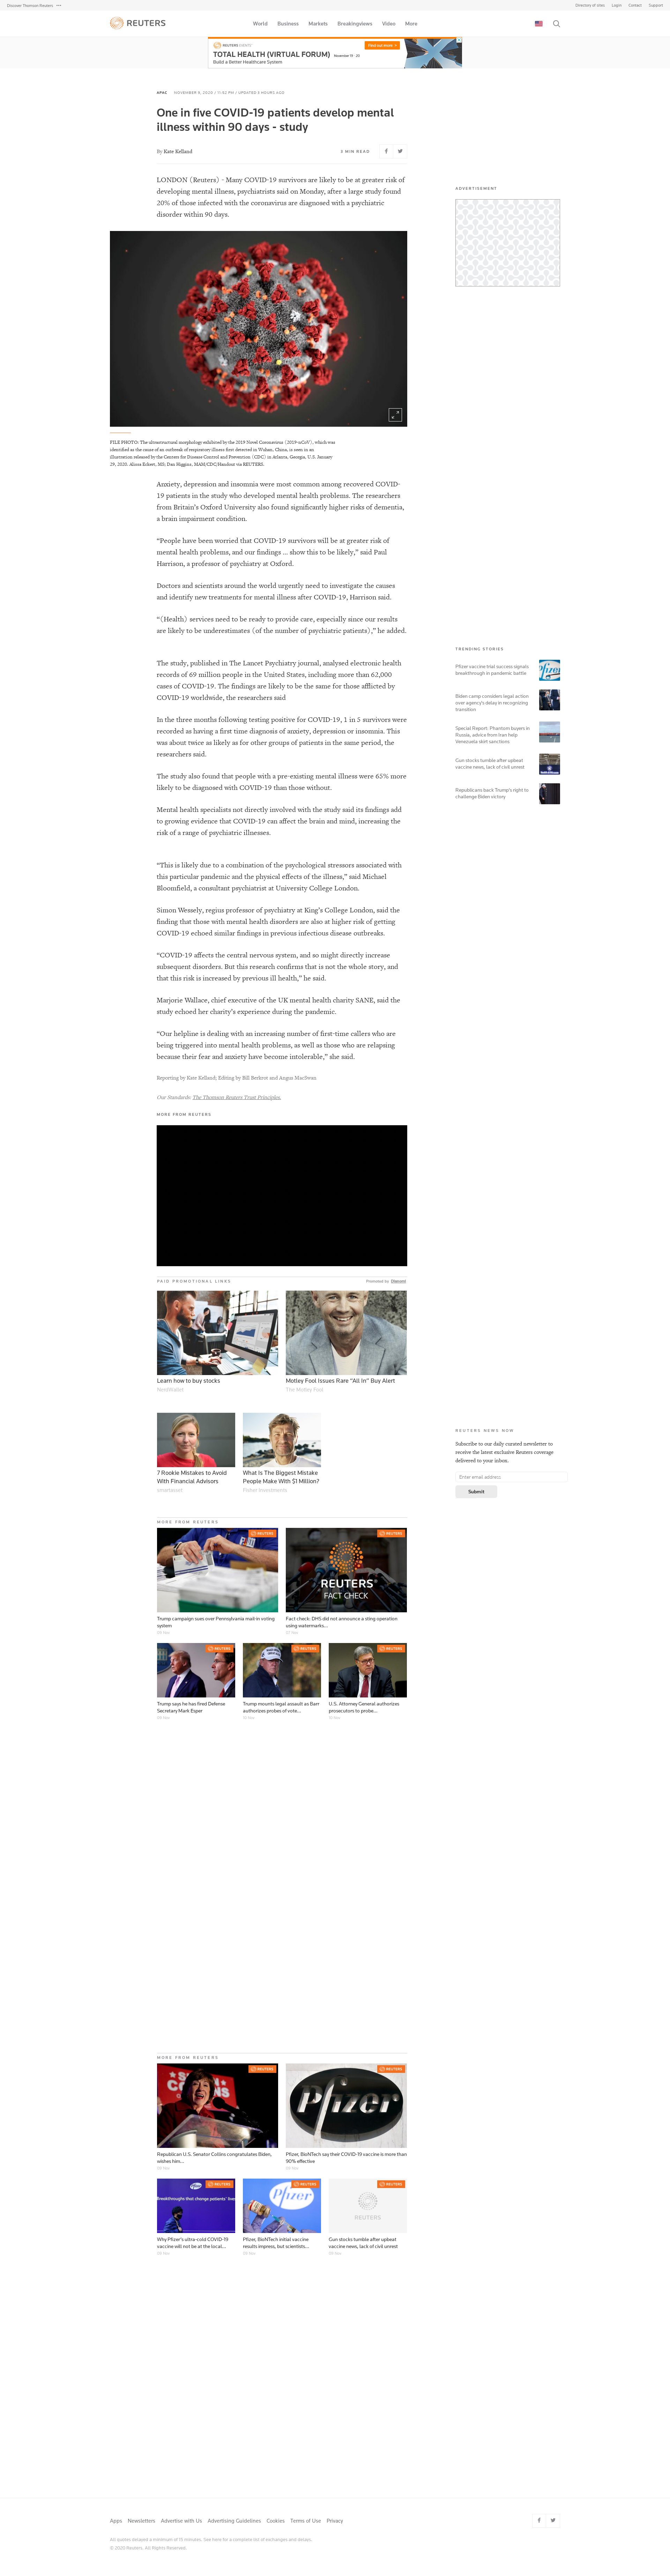 Discover Thomson Reuters
Directory of sites Login Contact Support
REUTERS
World Business Markets Breakingviews Video More
REUTERS EVENTS
TOTAL HEALTH (VIRTUAL FORUM) November 9 - 20
Build a Better Healthcare System
Find out more >
APAC NOVEMBER 9, 2020 / 11:32 PM / UPDATED
One in five COVID-19 patients develop mental
illness within 90 days - study
By Kate Kelland
3 MIN READ
LONDON (Reuters) - Many COVID-19 survivors are likely to be at greater risk of
developing mental illness, psychiatrists said on Monday, after a large study found
20% of those infected with the coronavirus are diagnosed with a psychiatric
disorder within 90 days.
FILE PHOTO: The ultrastructural morphology exhibited by the 2019 Novel Coronavirus (2019-nCoV), which was
identified as the cause of an outbreak of respiratory illness first detected in Wuhan, China, is seen in an
illustration released by the Centers for Disease Control and Prevention (CDC) in Atlanta, Georgia, U.S. January
29, 2020. Alissa Eckert, MS; Dan Higgins, MAM/CDC/Handout via REUTERS.
Anxiety, depression and insomnia were most common among recovered COVID-
19 patients in the study who developed mental health problems. The researchers
from Britain's Oxford University also found significantly higher risks of dementia,
a brain impairment condition.
“People have been worried that COVID-19 survivors will be at greater risk of
mental health problems, and our findings ... show this to be likely,” said Paul
Harrison, a professor of psychiatry at Oxford.
Doctors and scientists around the world urgently need to investigate the causes
and identify new treatments for mental illness after COVID-19, Harrison said.
“(Health) services need to be ready to provide care, especially since our results
are likely to be underestimates (of the number of psychiatric patients),” he added.
The study, published in The Lancet Psychiatry journal, analysed electronic health
records of 69 million people in the United States, including more than 62,000
cases of COVID-19. The findings are likely to be the same for those afflicted by
COVID-19 worldwide, the researchers said
In the three months following testing positive for COVID-19, 1 in 5 survivors were
recorded as having a first time diagnosis of anxiety, depression or insomnia. This
was about twice as likely as for other groups of patients in the same period, the
researchers said.
The study also found that people with a pre-existing mental illness were 65% more
likely to be diagnosed with COVID-19 than those without.
Mental health specialists not directly involved with the study said its findings add
to growing evidence that COVID-19 can affect the brain and mind, increasing the
risk of a range of psychiatric illnesses.
“This is likely due to a combination of the psychological stressors associated with
this particular pandemic and the physical effects of the illness,” said Michael
Bloomfield, a consultant psychiatrist at University College London.
Simon Wessely, regius professor of psychiatry at King's College London, said the
finding that those with mental health disorders are also at higher risk of getting
COVID-19 echoed similar findings in previous infectious disease outbreaks.
“COVID-19 affects the central nervous system, and so might directly increase
subsequent disorders. But this research confirms that is not the whole story, and
that this risk is increased by previous ill health,” he said.
Marjorie Wallace, chief executive of the UK mental health charity SANE, said the
study echoed her charity's experience during the pandemic.
“Our helpline is dealing with an increasing number of first-time callers who are
being triggered into mental health problems, as well as those who are relapsing
because their fear and anxiety have become intolerable,” she said.
Reporting by Kate Kelland; Editing by Bill Berkrot and Angus MacSwan
Our Standards: The Thomson Reuters Trust Principles.
ADVERTISEMENT
TRENDING STORIES
Pfizer vaccine trial success signals
breakthrough in pandemic battle
Biden camp considers legal action
over agency's delay in recognizing
transition
Special Report: Phantom buyers in
Russia, advice from Iran help
Venezuela skirt sanctions
Gun stocks tumble after upbeat
vaccine news, lack of civil unrest
Republicans back Trump's right to
challenge Biden victory
MORE FROM REUTERS
PAID PROMOTIONAL LINKS
Promoted by Dianomi
Learn how to buy stocks
NerdWallet
Motley Fool Issues Rare "All In" Buy Alert
The Motley Fool
7 Rookie Mistakes to Avoid
With Financial Advisors
smartasset
What Is The Biggest Mistake
People Make With $1 Million?
Fisher Investments
REUTERS NEWS NOW
Subscribe to our daily curated newsletter to
receive the latest exclusive Reuters coverage
delivered to your inbox.
Enter email address
Submit
MORE FROM REUTERS
REUTERS
REUTERS
REUTERS
FACT CHECK
Trump campaign sues over Pennsylvania mail-in voting
system
Fact check: DHS did not announce a sting operation
using watermarks...
REUTERS
REUTERS
REUTERS
Trump says he has fired Defense
Secretary Mark Esper
Trump mounts legal assault as Barr
authorizes probes of vote...
U.S. Attorney General authorizes
prosecutors to probe...
MORE FROM REUTERS
REUTERS
COLLINS
REUTERS
Pfizer
Republican U.S. Senator Collins congratulates Biden,
wishes him...
Pfizer, BioNTech say their COVID-19 vaccine is more than
90% effective
REUTERS
Pfizer
Breakthroughs that change patients' lives
REUTERS
Pfizer
REUTERS
REUTERS
Why Pfizer's ultra-cold COVID-19
vaccine will not be at the local...
Pfizer, BioNTech initial vaccine
results impress, but scientists...
Gun stocks tumble after upbeat
vaccine news, lack of civil unrest
Apps Newsletters Advertise with Us Advertising Guidelines Cookies Terms of Use Privacy
All quotes delayed a minimum of 15 minutes. See here for a complete list of exchanges and delays.
© 2020 Reuters. All Rights Reserved.